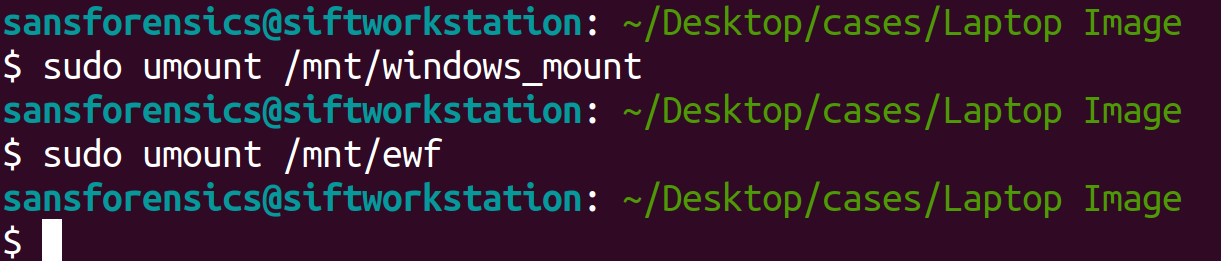 sansforensics@siftworkstation: ~/Desktop/cases/Laptop Image
$ sudo umount /mnt/windows_mount
sansforensics@siftworkstation: ~/Desktop/cases/Laptop Image
$ sudo umount /mnt/ewf
sansforensics@siftworkstation: ~/Desktop/cases/Laptop Image
$